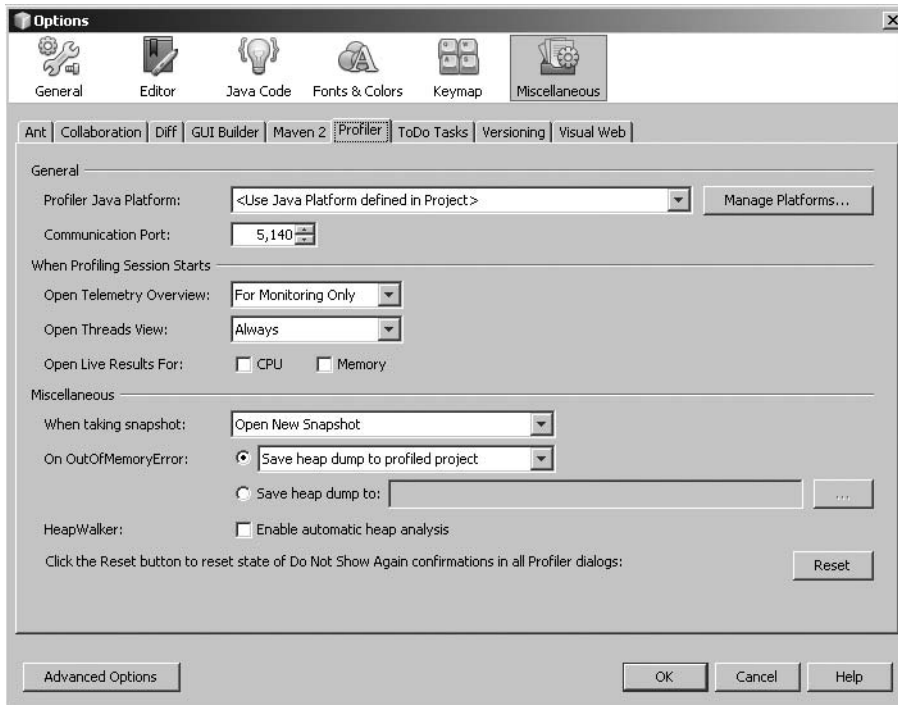 Options
General Editor Java Code Fonts & Colors Keymap Miscellaneous
Ant Collaboration Diff GUI Builder Maven 2 Profiler ToDo Tasks Versioning Visual Web
General
Profiler Java Platform: <Use Java Platform defined in Project> Manage Platforms...
Communication Port: 5,140
When Profiling Session Starts
Open Telemetry Overview: For Monitoring Only
Open Threads View: Always
Open Live Results For: CPU Memory
Miscellaneous
When taking snapshot: Open New Snapshot
On OutOfMemoryError: Save heap dump to profiled project
Save heap dump to: ...
HeapWalker: Enable automatic heap analysis
Click the Reset button to reset state of Do Not Show Again confirmations in all Profiler dialogs: Reset
Advanced Options OK Cancel Help